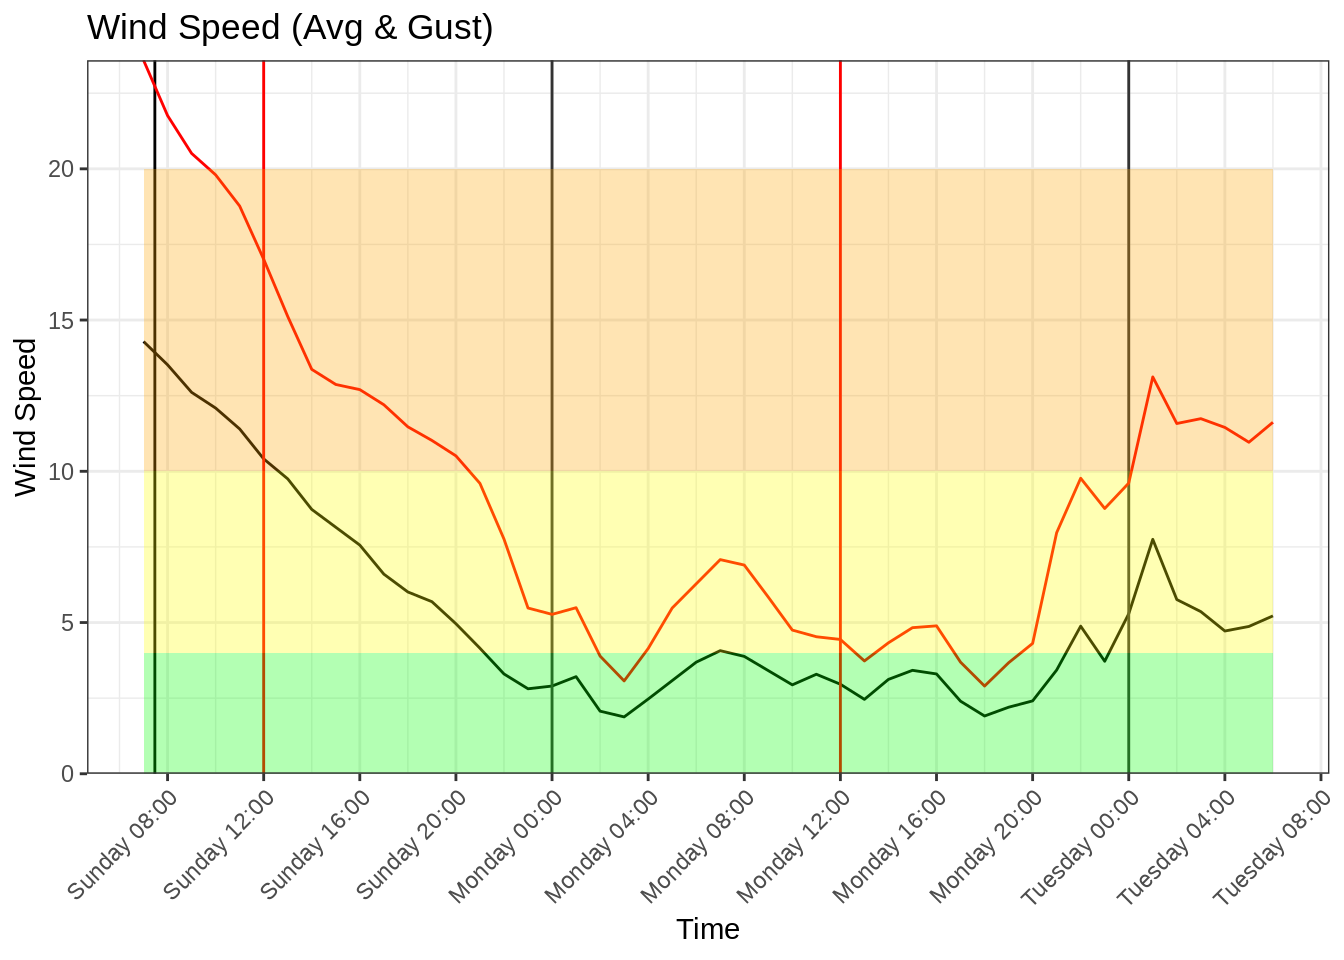 Wind Speed (Avg & Gust)
Wind Speed
20
15
10
5
0
Sunday 08:00
Sunday 12:00
Sunday 16:00
Sunday 20:00
Monday 00:00
Monday 04:00
Monday 08:00
Monday 12:00
Monday 16:00
Monday 20:00
Tuesday 00:00
Tuesday 04:00
Tuesday 08:00
Time